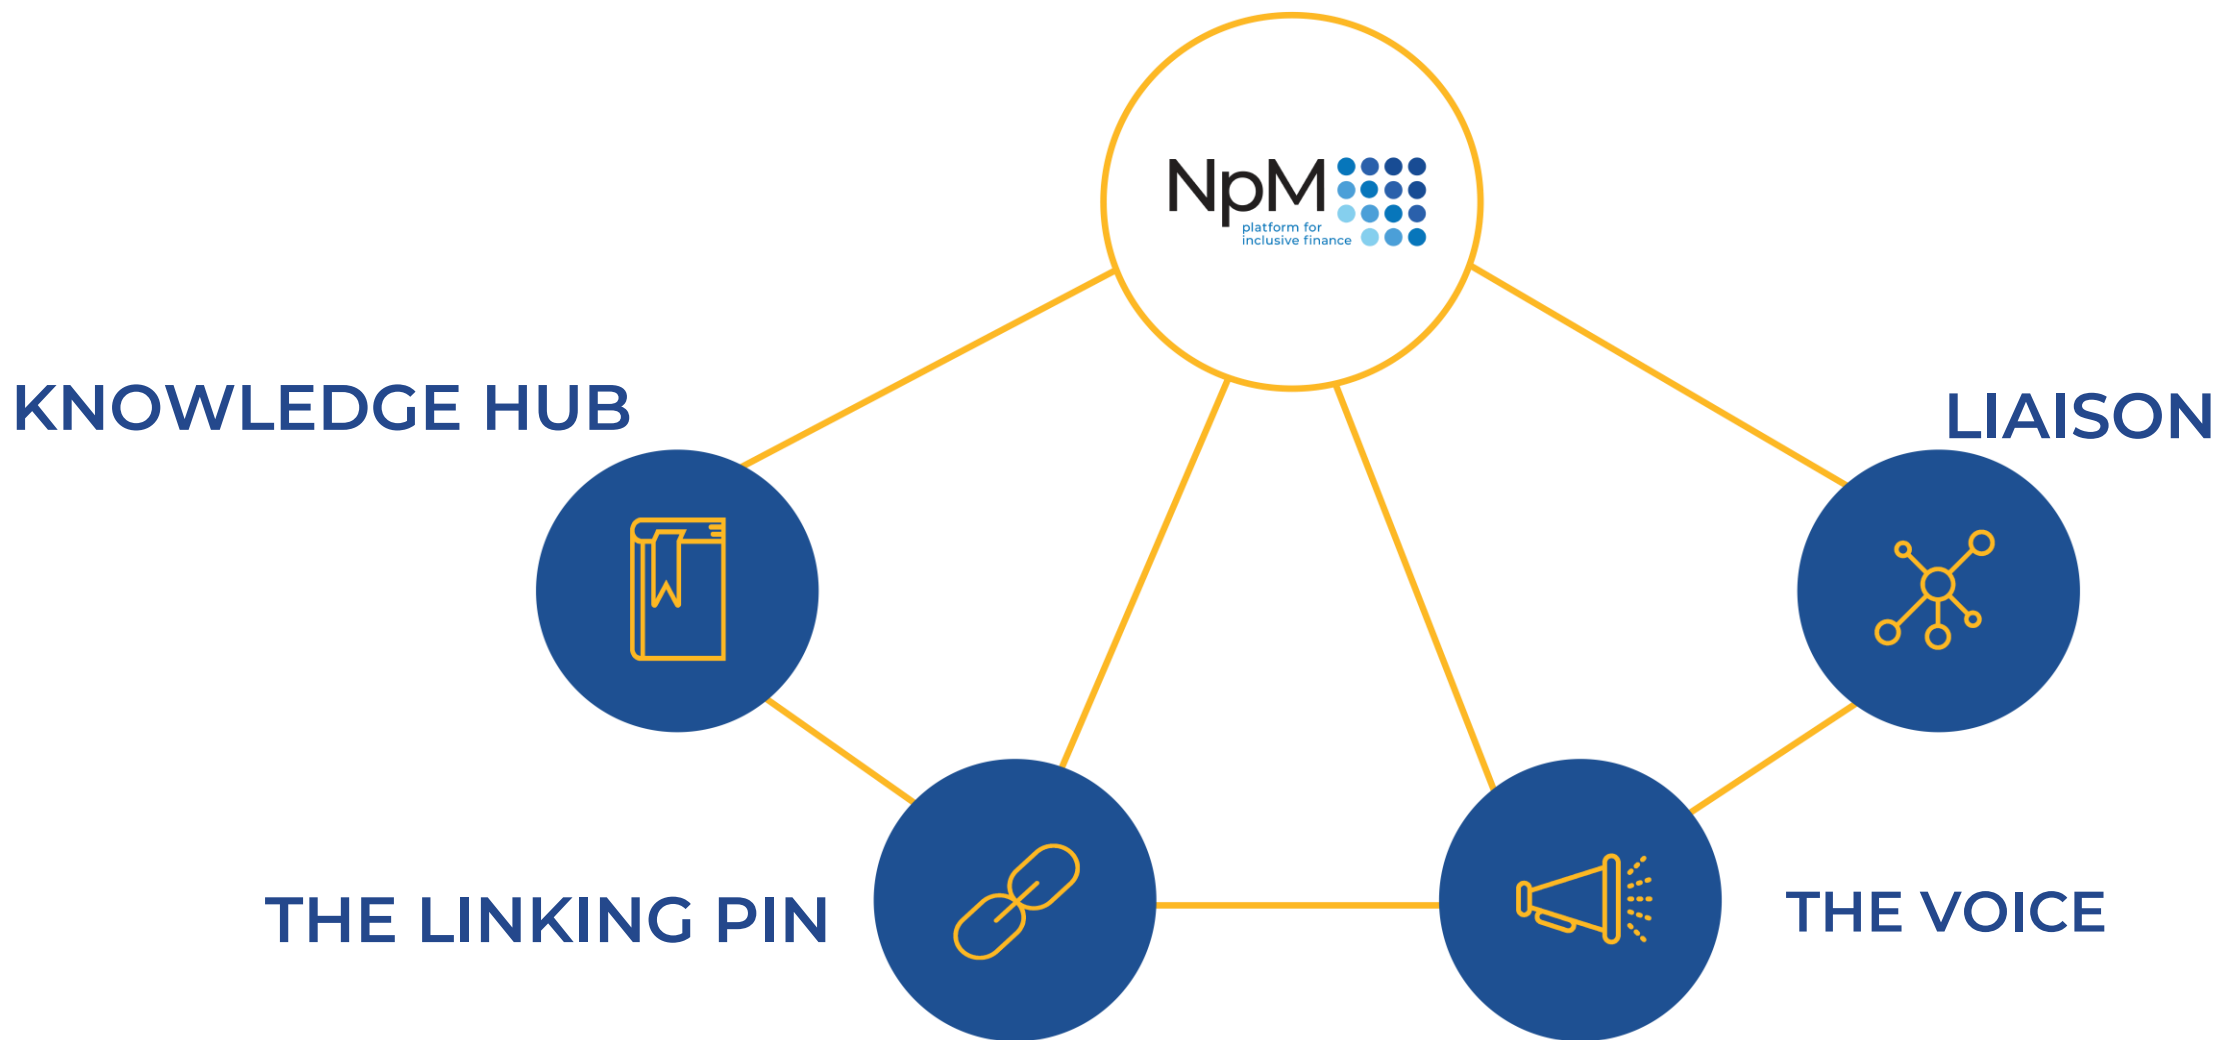 NpM
platform for
inclusive finance
KNOWLEDGE HUB
LIAISON
THE LINKING PIN
THE VOICE